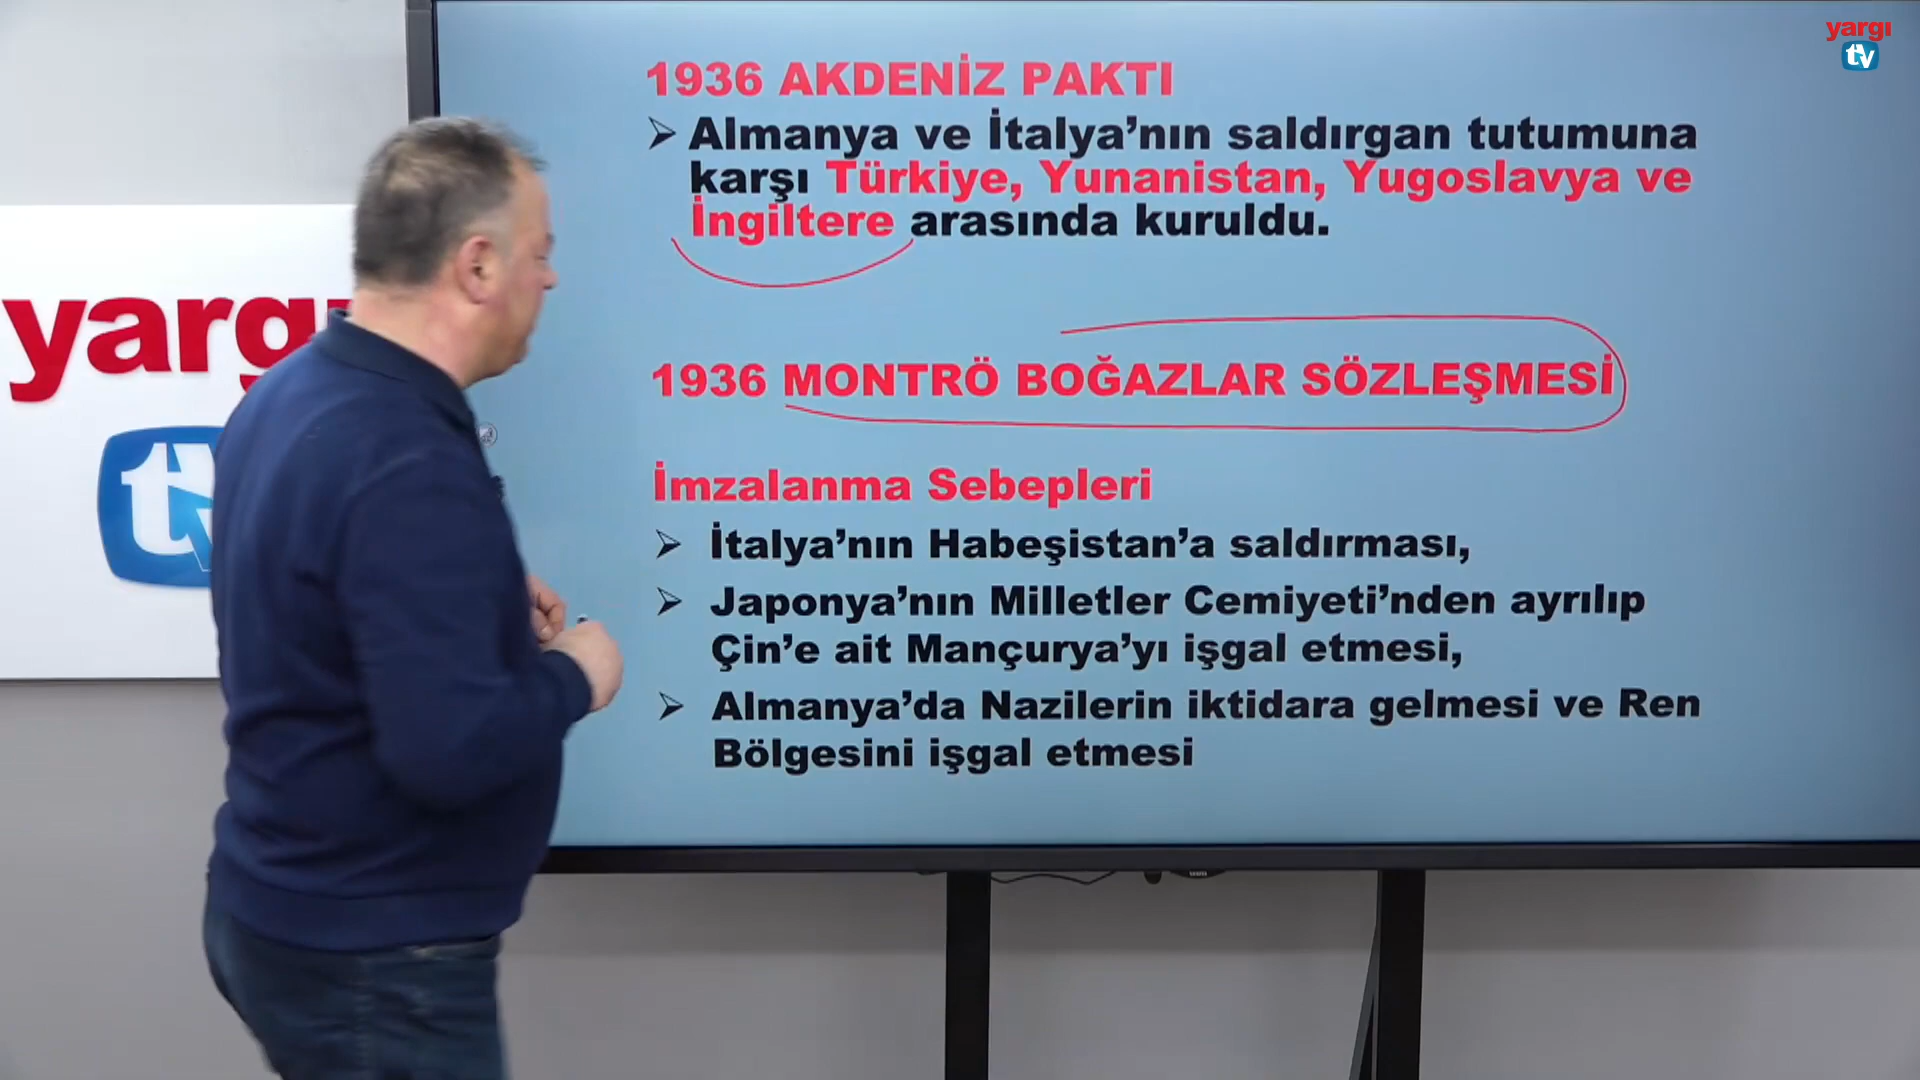 yargı
tv
1936 AKDENİZ PAKTI
➢ Almanya ve İtalya’nın saldırgan tutumuna
karşı Türkiye, Yunanistan, Yugoslavya ve
İngiltere arasında kuruldu.
1936 MONTRÖ BOĞAZLAR SÖZLEŞMESİ
İmzalanma Sebepleri
➢ İtalya’nın Habeşistan’a saldırması,
➢ Japonya’nın Milletler Cemiyeti’nden ayrılıp
Çin’e ait Mançurya’yı işgal etmesi,
➢ Almanya’da Nazilerin iktidara gelmesi ve Ren
Bölgesini işgal etmesi
yargı
tv